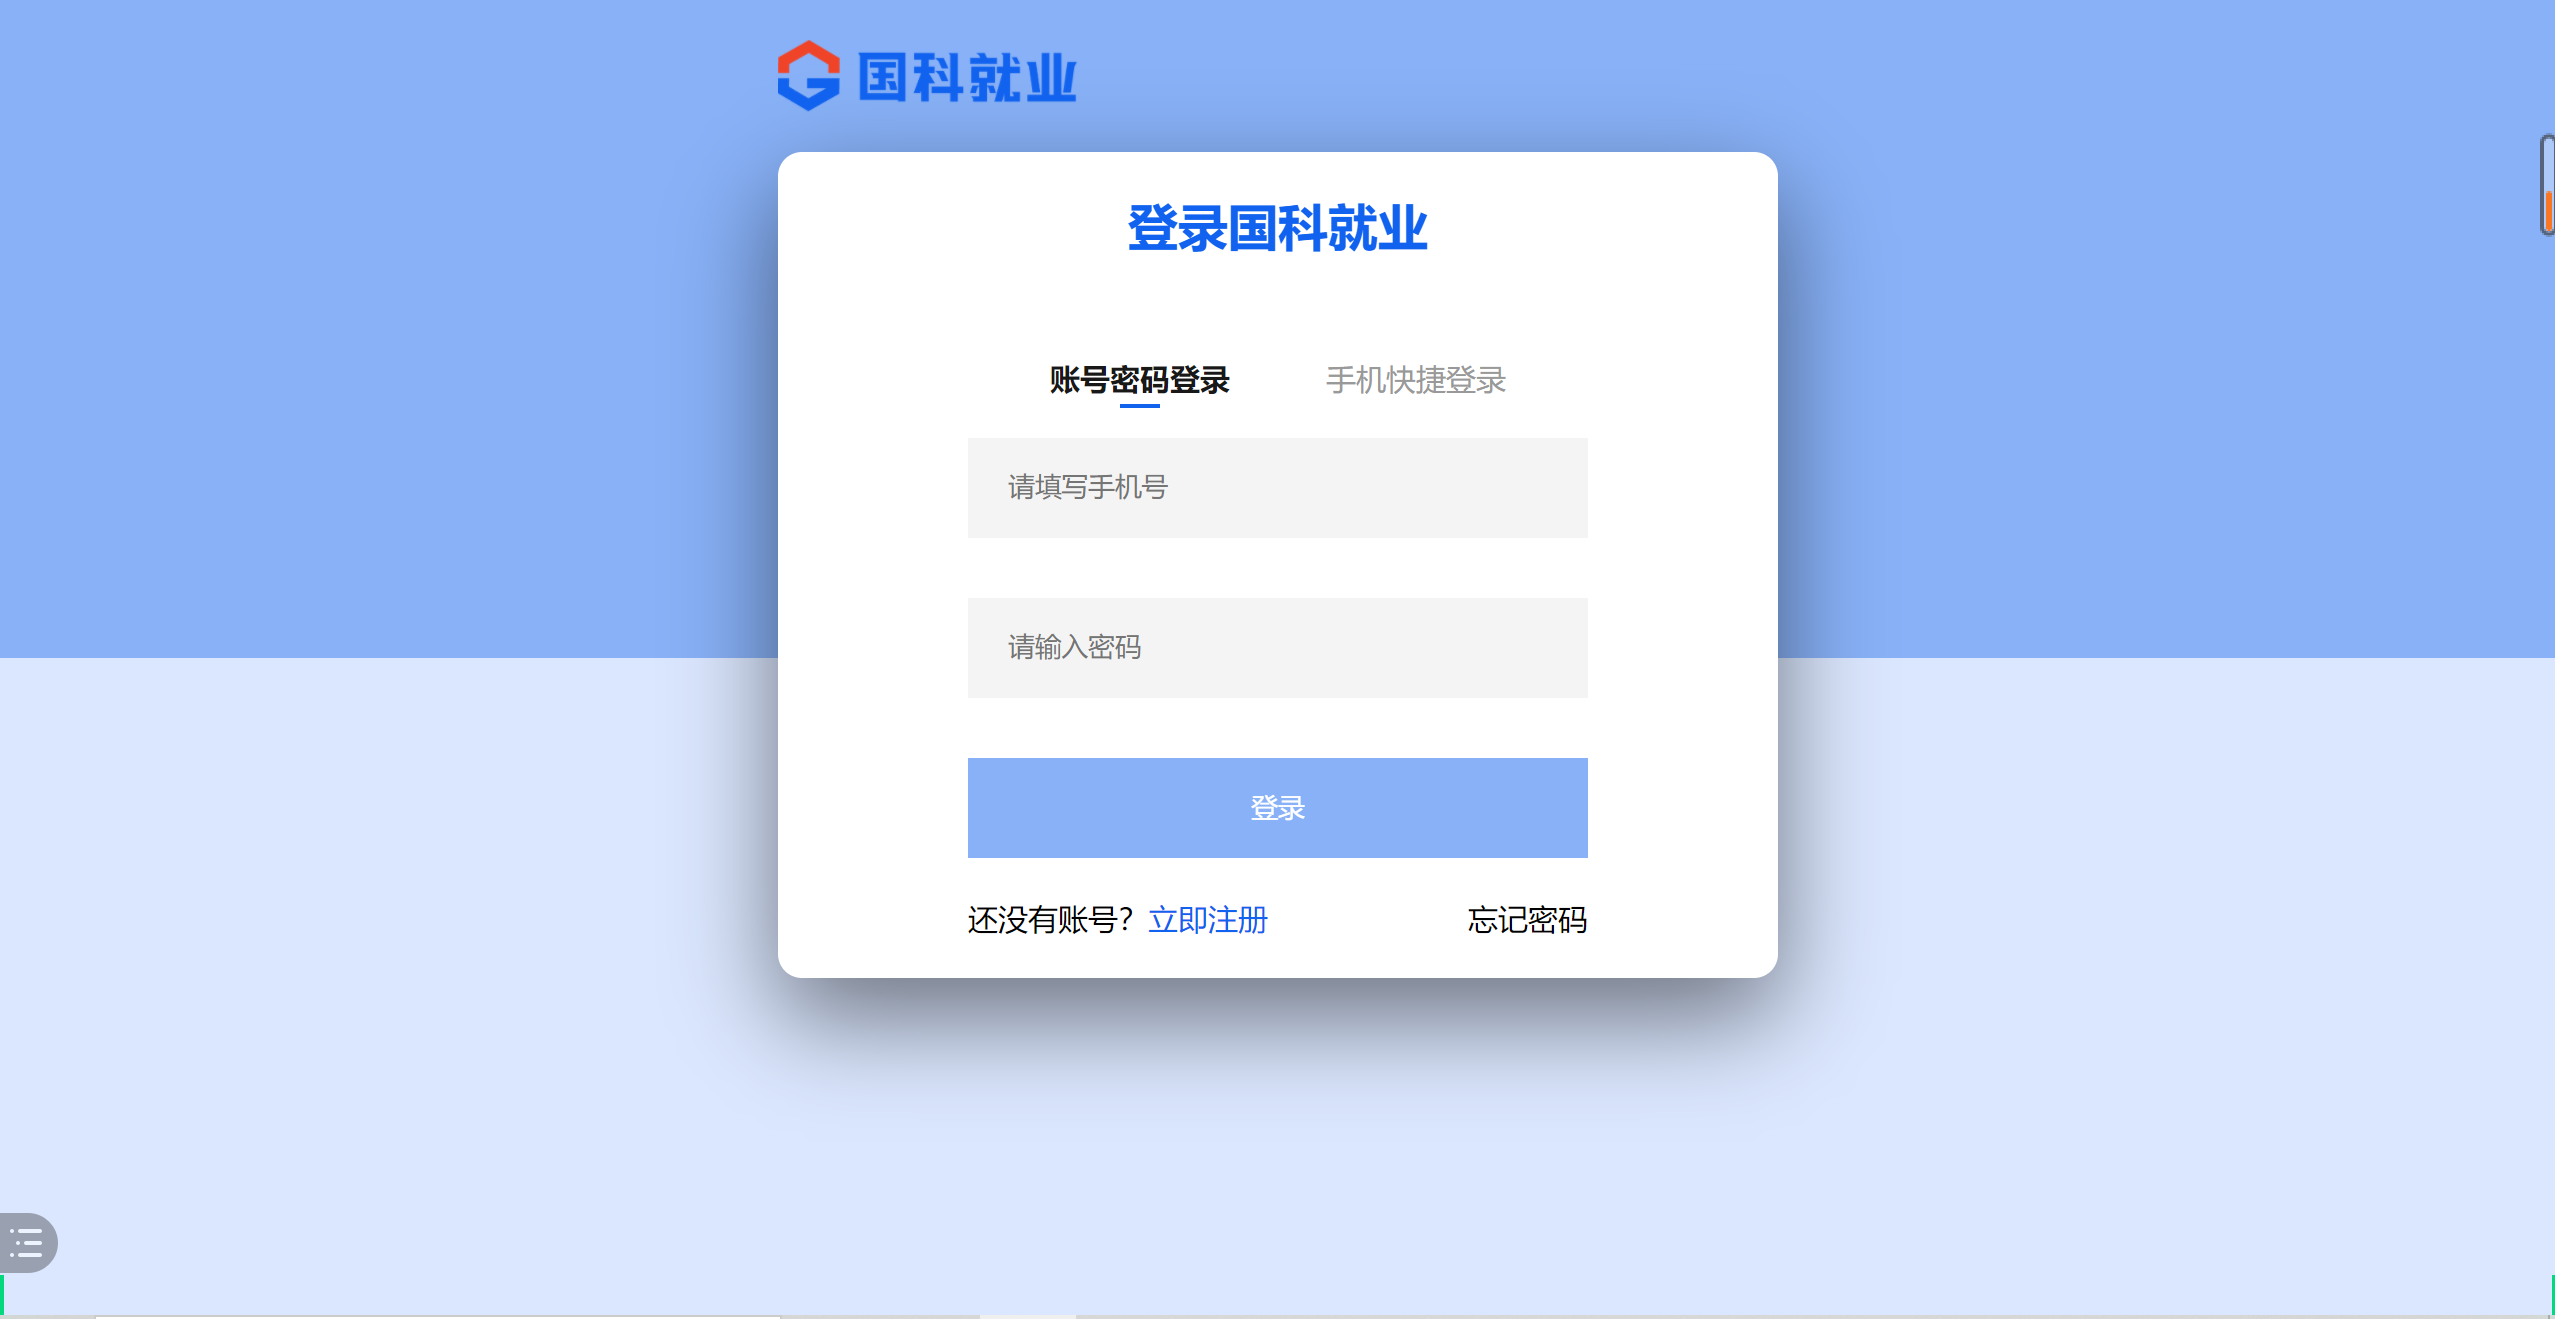 国科就业
登录国科就业
账号密码登录 手机快捷登录
请填写手机号
请输入密码
登录
还没有账号？立即注册 忘记密码